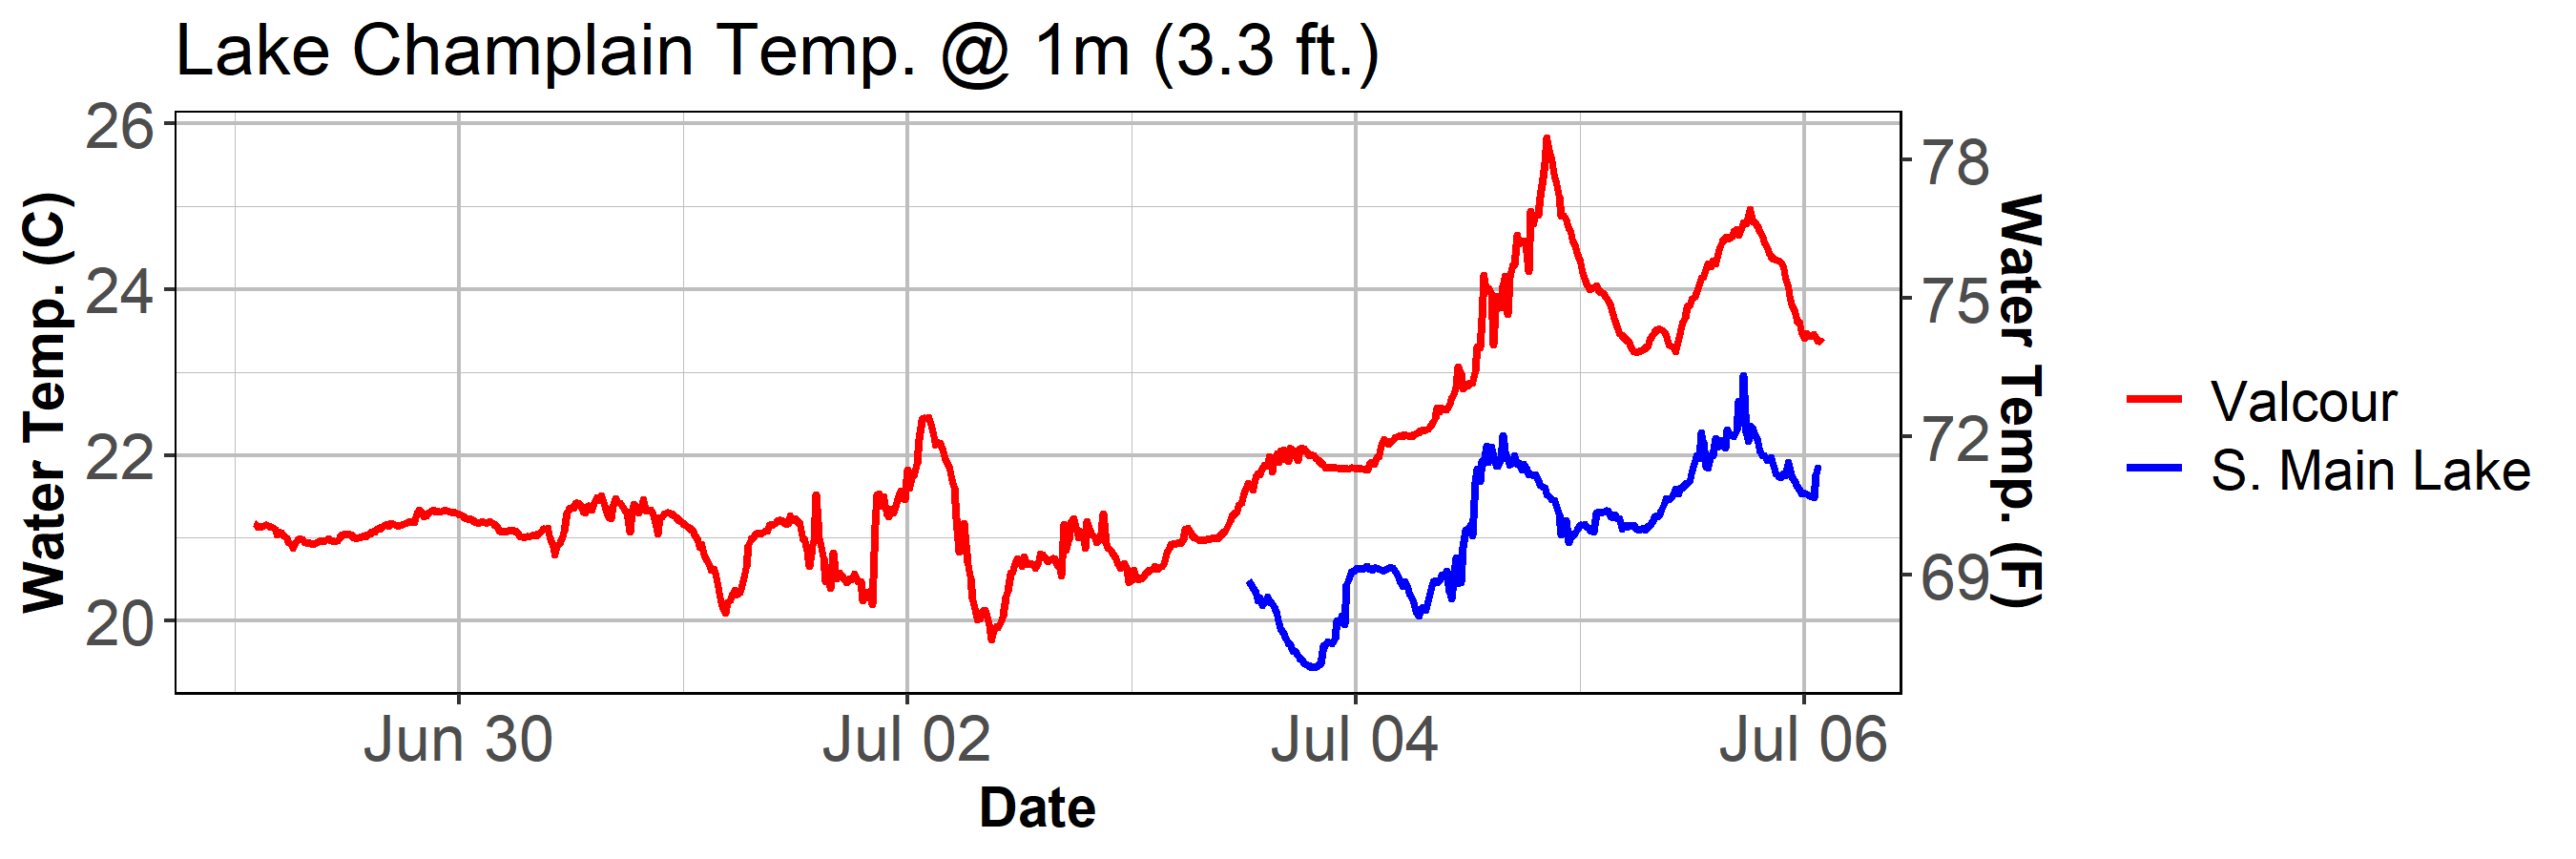 Lake Champlain Temp. @ 1m (3.3 ft.)
Water Temp. (C)
26
24
22
20
78
75
72
69
Water Temp. (F)
Jun 30
Jul 02
Jul 04
Jul 06
Date
Valcour
S. Main Lake